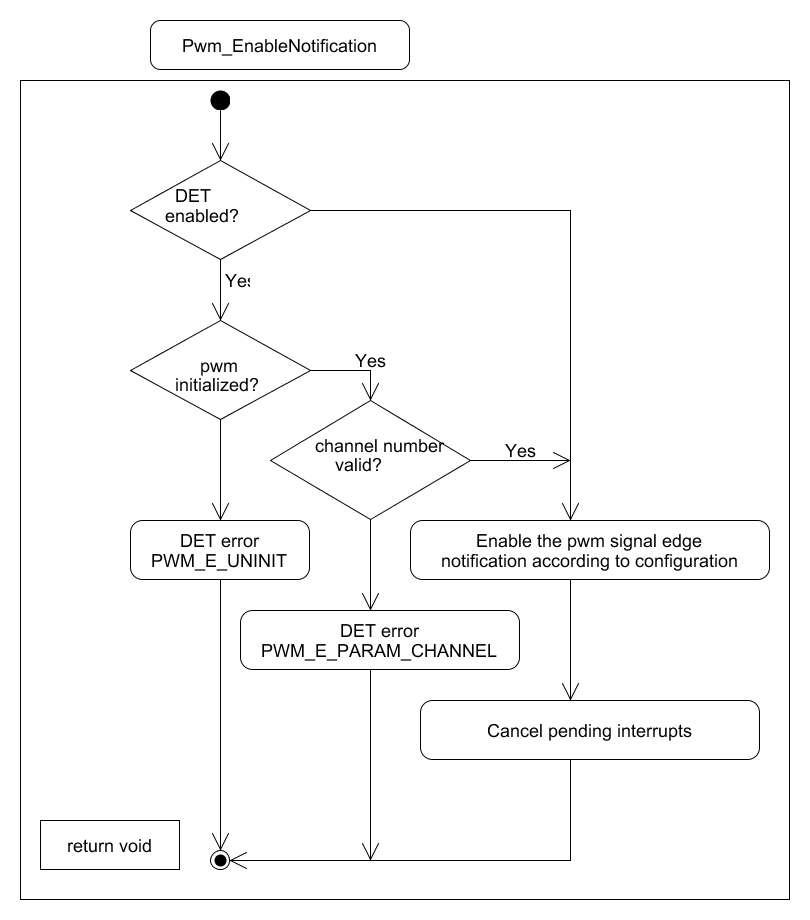 Pwm_EnableNotification
DET
enabled?
Yes
pwm
initialized?
Yes
channel number
valid?
Yes
DET error
PWM_E_UNINIT
Enable the pwm signal edge
notification according to configuration
DET error
PWM_E_PARAM_CHANNEL
Cancel pending interrupts
return void